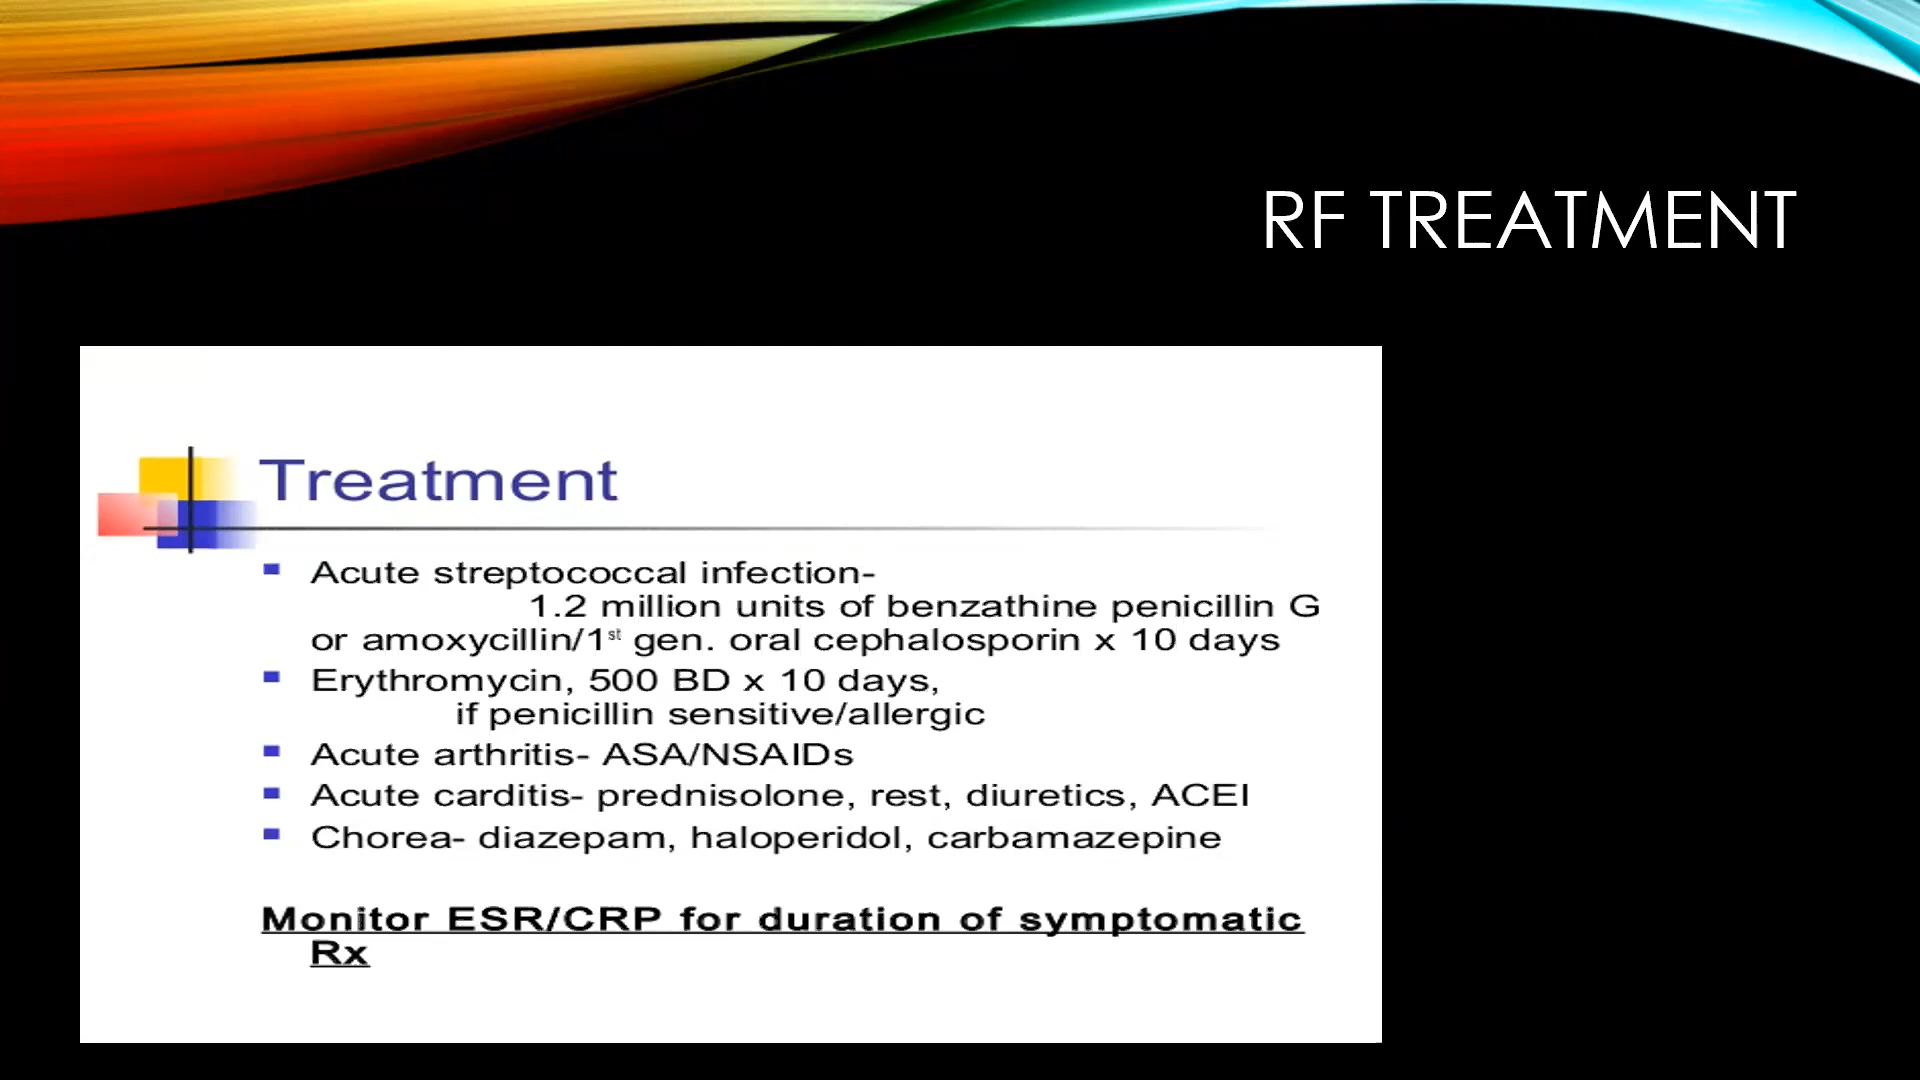 RF TREATMENT
Treatment
Acute streptococcal infection-
1.2 million units of benzathine penicillin G
or amoxycillin/1st gen. oral cephalosporin x 10 days
Erythromycin, 500 BD x 10 days,
if penicillin sensitive/allergic
Acute arthritis- ASA/NSAIDs
Acute carditis- prednisolone, rest, diuretics, ACEI
Chorea- diazepam, haloperidol, carbamazepine
Monitor ESR/CRP for duration of symptomatic
Rx